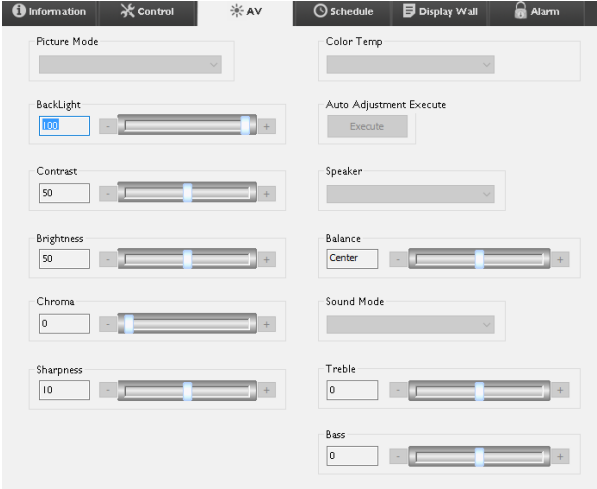 Information Control AV Schedule Display Wall Alarm
Picture Mode
Color Temp
BackLight
100
- +
Auto Adjustment Execute
Execute
Contrast
50
- +
Speaker
Brightness
50
- +
Balance
Center
- +
Chroma
0
- +
Sound Mode
Sharpness
10
- +
Treble
0
- +
Bass
0
- +